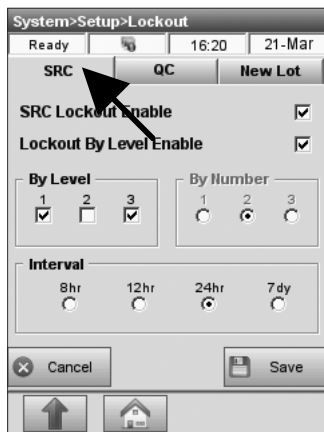 System>Setup>Lockout
Ready 16:20 21-Mar
SRC QC New Lot
SRC Lockout Enable
Lockout By Level Enable
By Level By Number
1 2 3 1 2 3
Interval
8hr 12hr 24hr 7dy
Cancel Save